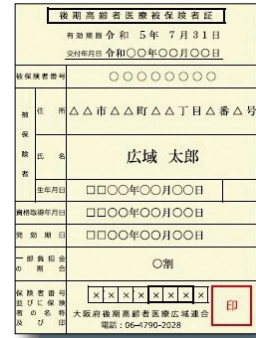 後期高齢者医療被保険者証
有効期限 令和 5年 7月31日
交付年月日 令和〇〇年〇〇月〇〇日
被保険者番号 〇〇〇〇〇〇〇〇
被保険者
住所 △△市△△町△△丁目△番△号
氏名 広域 太郎
生年月日 □□〇〇年〇〇月〇〇日
資格取得年月日 □□〇〇年〇〇月〇〇日
発効期日 □□〇〇年〇〇月〇〇日
一部負担金の割合 〇割
保険者番号並びに保険者の名称及び印
×××××××× 
大阪府後期高齢者医療広域連合
電話：06-4790-2028
印